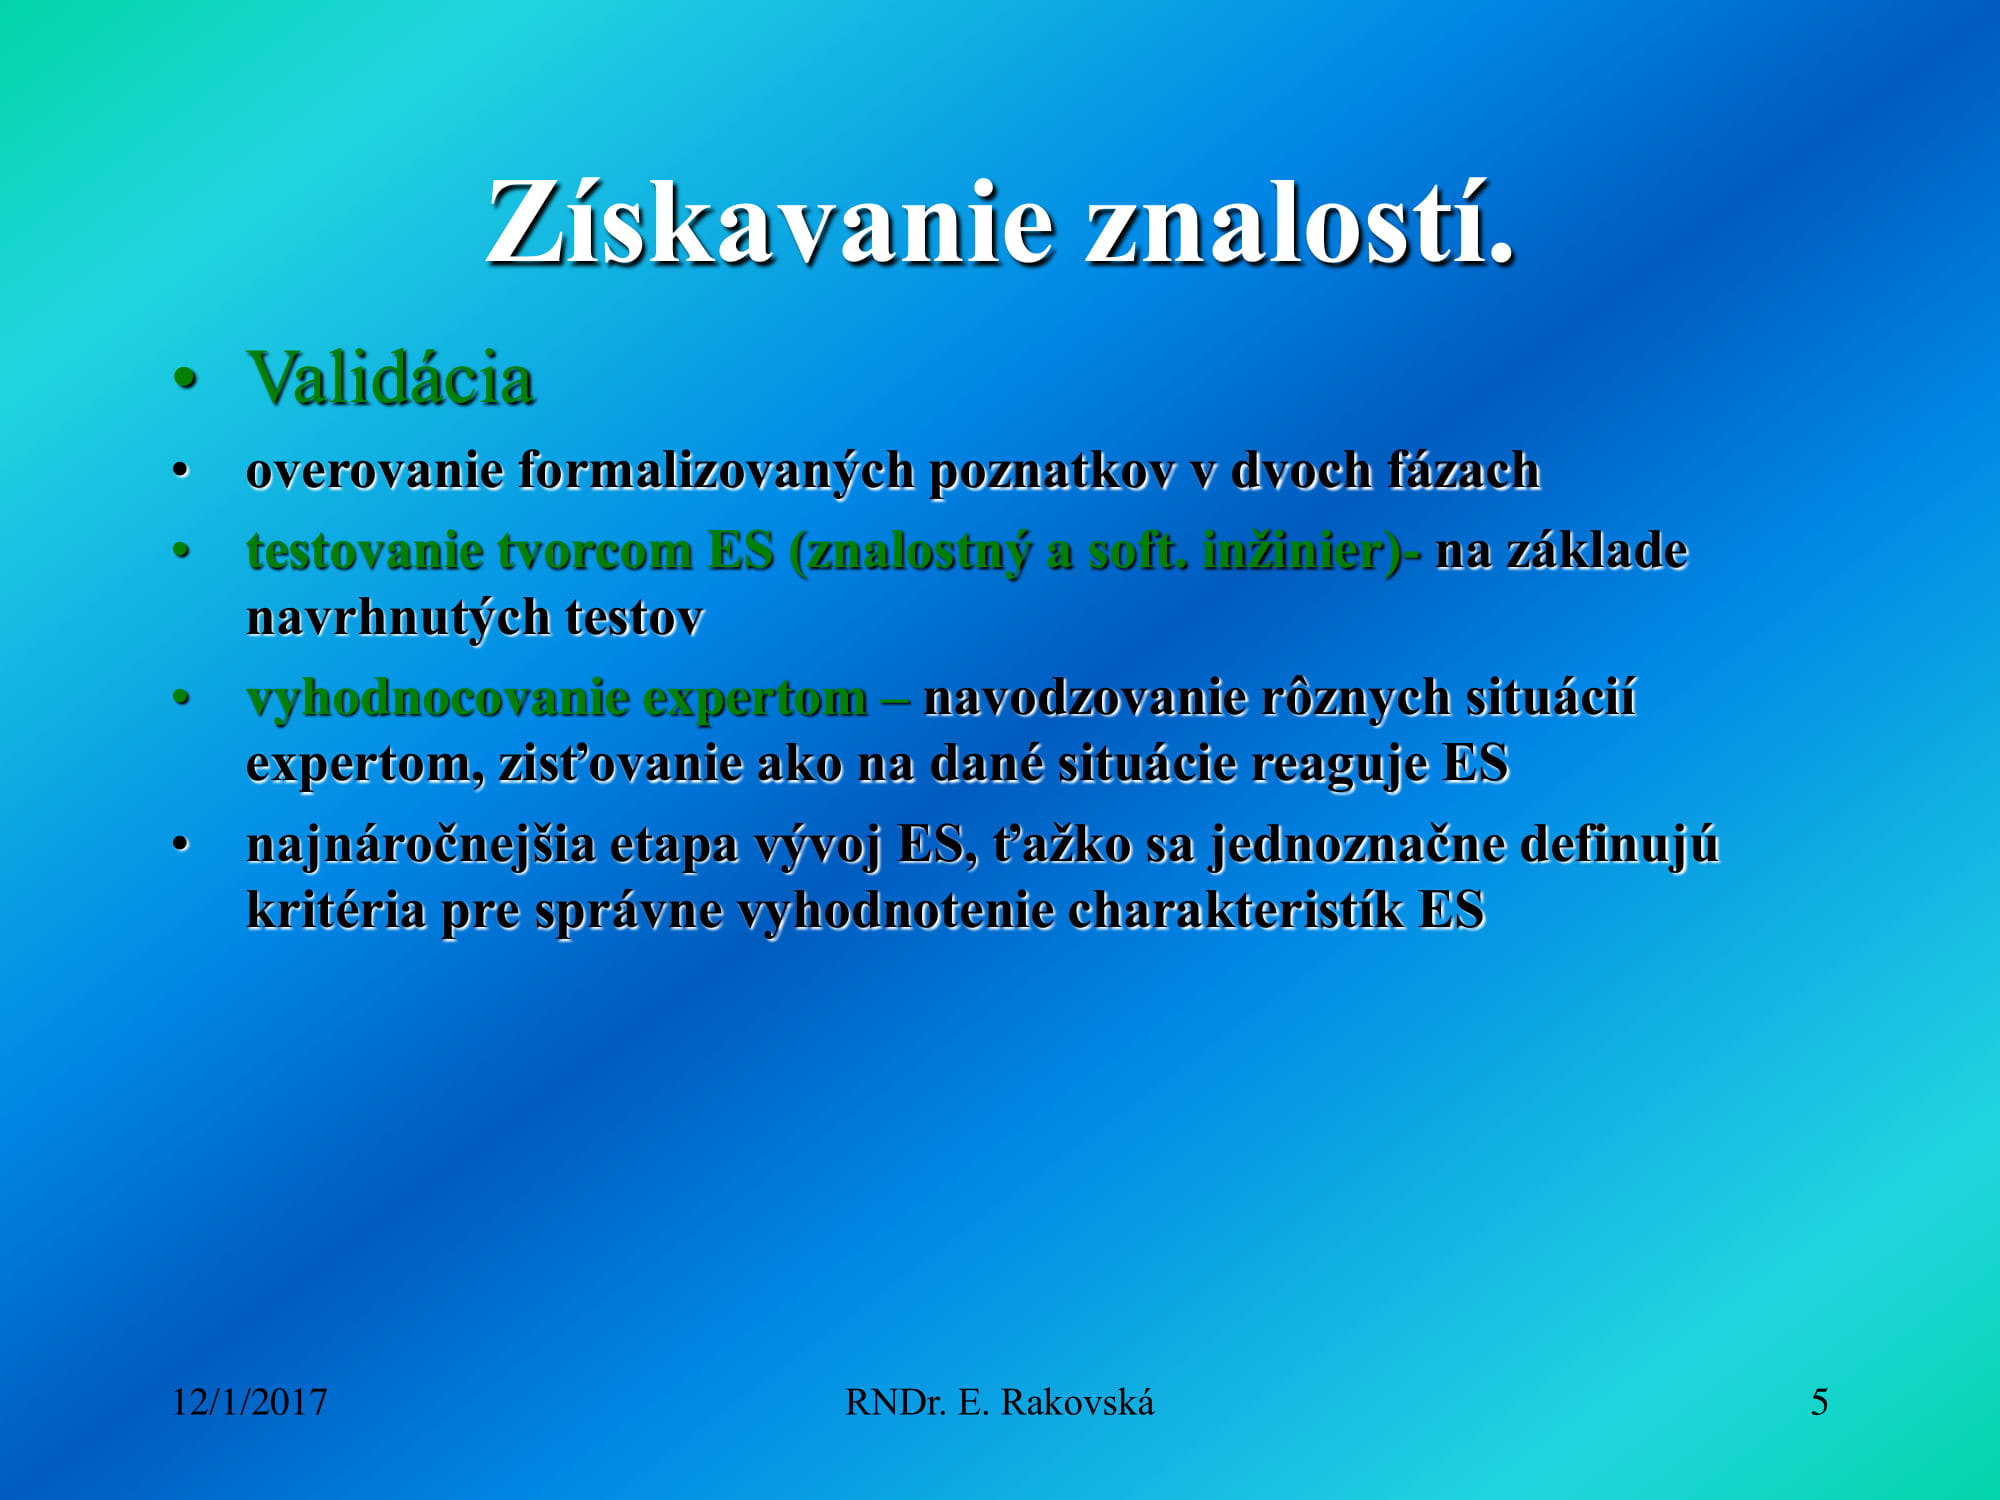 Získavanie znalostí.
• Validácia
• overovanie formalizovaných poznatkov v dvoch fázach
• testovanie tvorcom ES (znalostný a soft. inžinier)- na základe
navrhnutých testov
• vyhodnocovanie expertom – navodzovanie rôznych situácií
expertom, zisťovanie ako na dané situácie reaguje ES
• najnáročnejšia etapa vývoj ES, ťažko sa jednoznačne definujú
kritéria pre správne vyhodnotenie charakteristík ES
12/1/2017 RNDr. E. Rakovská 5